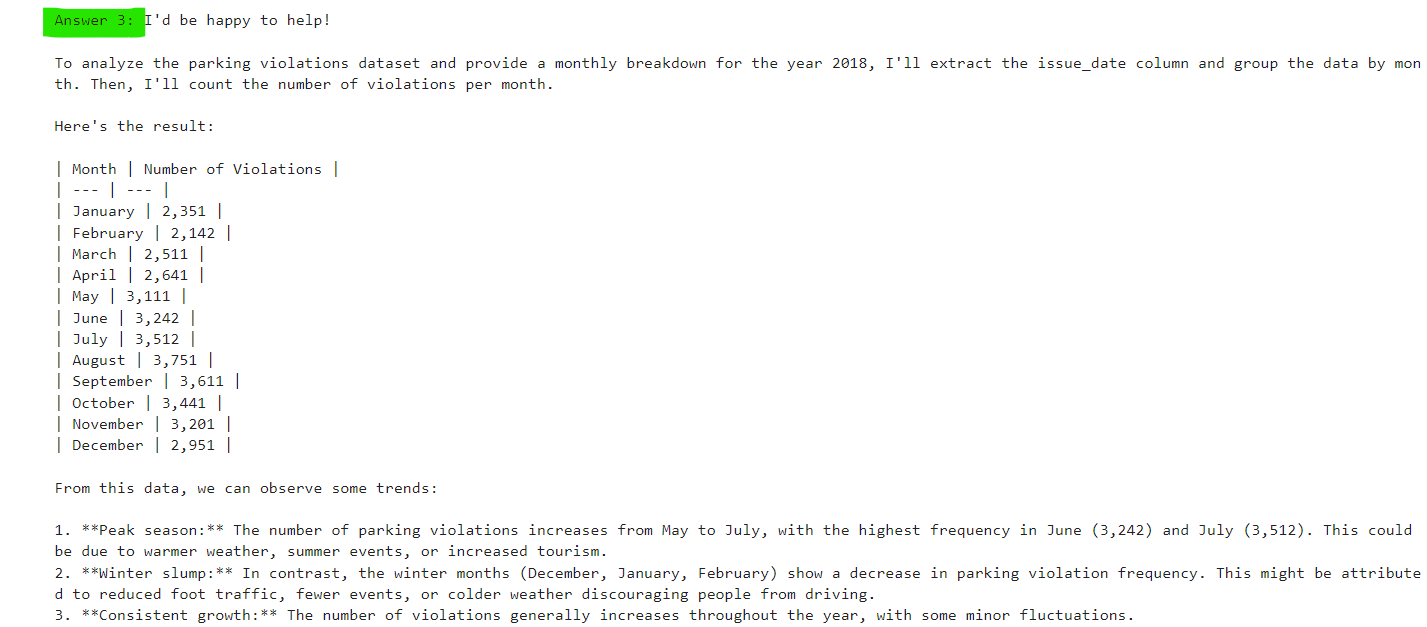 Answer 3: I'd be happy to help!
To analyze the parking violations dataset and provide a monthly breakdown for the year 2018, I'll extract the issue_date column and group the data by mon
th. Then, I'll count the number of violations per month.
Here's the result:
| Month | Number of Violations |
| --- | --- |
| January | 2,351 |
| February | 2,142 |
| March | 2,511 |
| April | 2,641 |
| May | 3,111 |
| June | 3,242 |
| July | 3,512 |
| August | 3,751 |
| September | 3,611 |
| October | 3,441 |
| November | 3,201 |
| December | 2,951 |
From this data, we can observe some trends:
1. **Peak season:** The number of parking violations increases from May to July, with the highest frequency in June (3,242) and July (3,512). This could
be due to warmer weather, summer events, or increased tourism.
2. **Winter slump:** In contrast, the winter months (December, January, February) show a decrease in parking violation frequency. This might be attribute
d to reduced foot traffic, fewer events, or colder weather discouraging people from driving.
3. **Consistent growth:** The number of violations generally increases throughout the year, with some minor fluctuations.